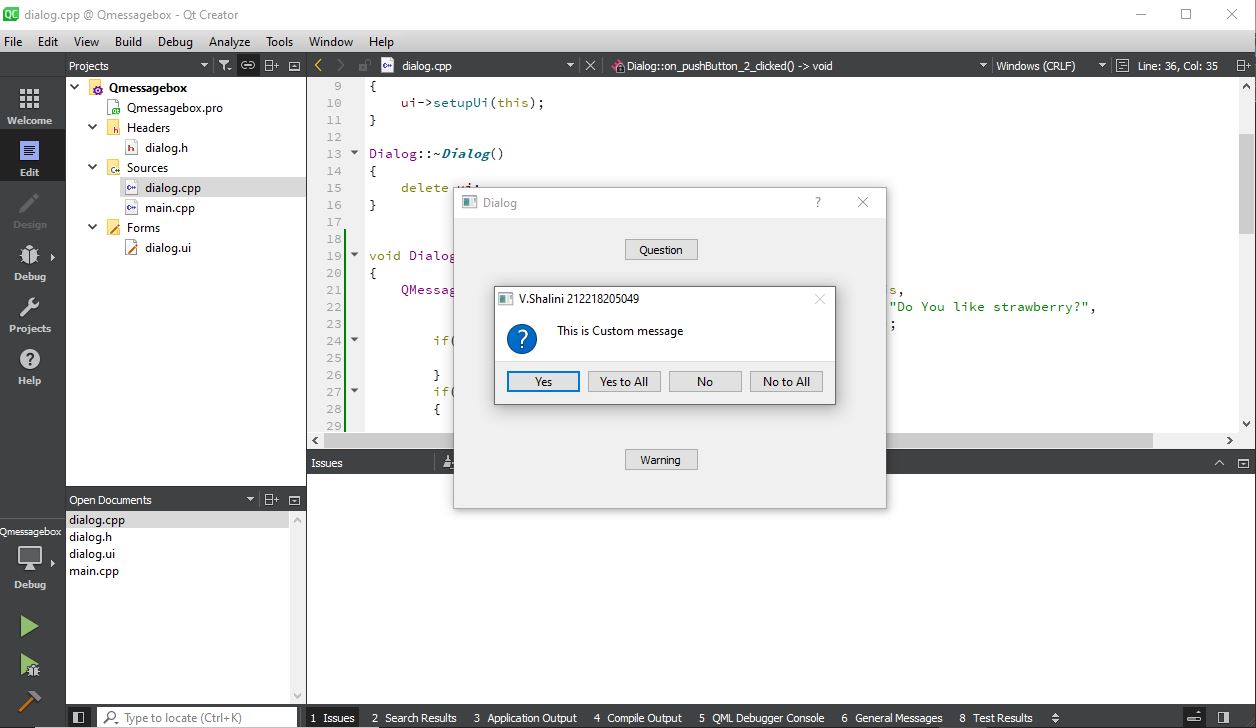 dialog.cpp @ Qmessagebox - Qt Creator
File Edit View Build Debug Analyze Tools Window Help
Projects
dialog.cpp
Dialog::on_pushButton_2_clicked() -> void
Windows (CRLF)
Line: 36, Col: 35
Welcome
Edit
Design
Debug
Projects
Help
Qmessagebox
Qmessagebox.pro
Headers
dialog.h
Sources
dialog.cpp
main.cpp
Forms
dialog.ui
9 {
10 ui->setupUi(this);
11 }
12
13 Dialog::~Dialog()
14 {
15 delete ui;
16 }
17
18
19 void Dialog
20 {
21 QMessag s,
22 "Do You like strawberry?",
23 ;
24 if(
25
26 }
27 if(
28 {
29
Dialog
?
Question
V.Shalini 212218205049
?
This is Custom message
Yes
Yes to All
No
No to All
Warning
Issues
Open Documents
dialog.cpp
dialog.h
dialog.ui
main.cpp
Qmessagebox
Debug
Type to locate (Ctrl+K)
1 Issues
2 Search Results
3 Application Output
4 Compile Output
5 QML Debugger Console
6 General Messages
8 Test Results